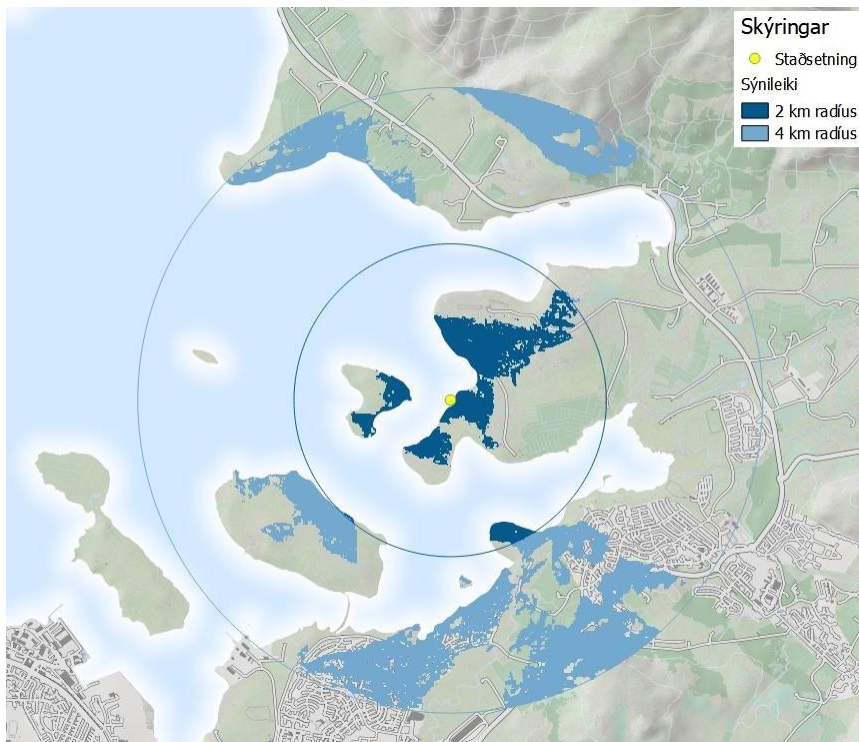 Skýringar
Staðsetning
Sýnileiki
2 km radíus
4 km radíus